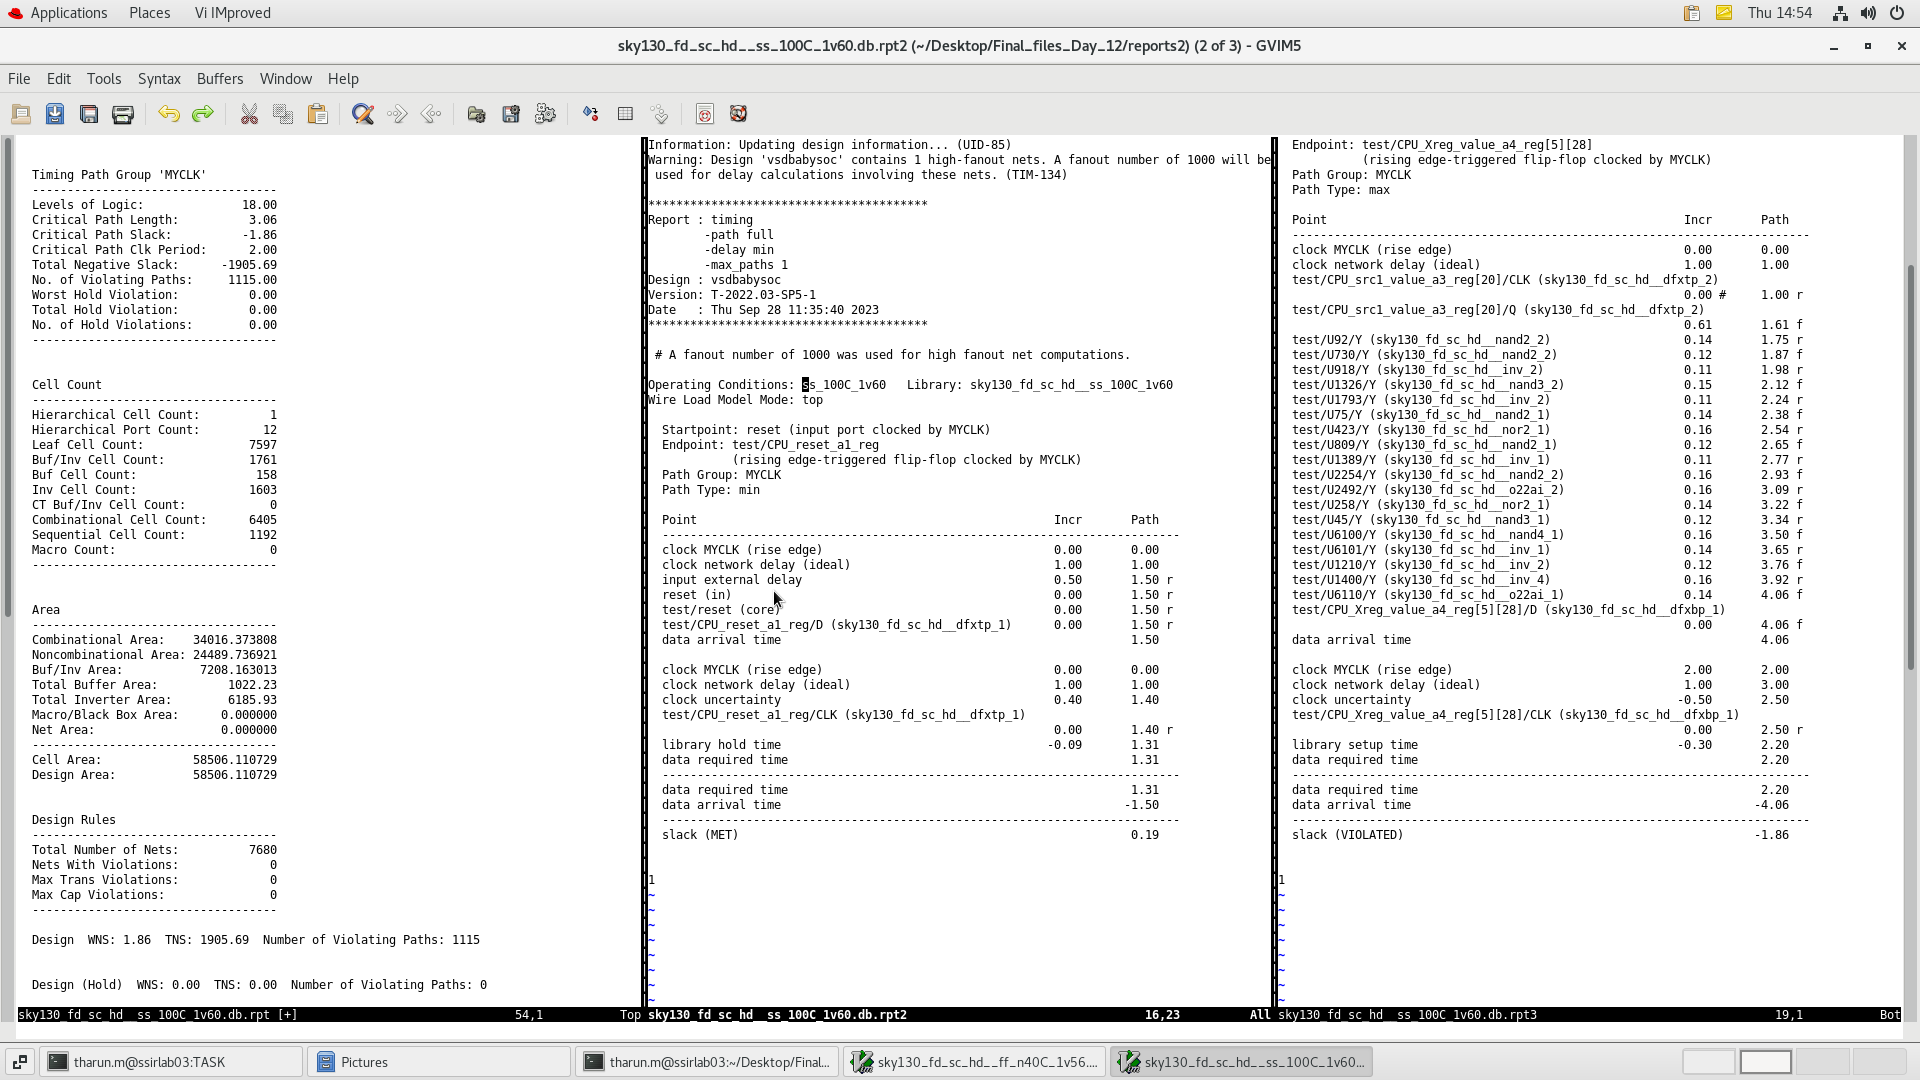 Applications Places Vi IMproved Thu 14:54
sky130_fd_sc_hd__ss_100C_1v60.db.rpt2 (~/Desktop/Final_files_Day_12/reports2) (2 of 3) - GVIM5
File Edit Tools Syntax Buffers Window Help
Timing Path Group 'MYCLK'
-----------------------------------
Levels of Logic: 18.00
Critical Path Length: 3.06
Critical Path Slack: -1.86
Critical Path Clk Period: 2.00
Total Negative Slack: -1905.69
No. of Violating Paths: 1115.00
Worst Hold Violation: 0.00
Total Hold Violation: 0.00
No. of Hold Violations: 0.00
-----------------------------------
Cell Count
-----------------------------------
Hierarchical Cell Count: 1
Hierarchical Port Count: 12
Leaf Cell Count: 7597
Buf/Inv Cell Count: 1761
Buf Cell Count: 158
Inv Cell Count: 1603
CT Buf/Inv Cell Count: 0
Combinational Cell Count: 6405
Sequential Cell Count: 1192
Macro Count: 0
-----------------------------------
Area
-----------------------------------
Combinational Area: 34016.373808
Noncombinational Area: 24489.736921
Buf/Inv Area: 7208.163013
Total Buffer Area: 1022.23
Total Inverter Area: 6185.93
Macro/Black Box Area: 0.000000
Net Area: 0.000000
-----------------------------------
Cell Area: 58506.110729
Design Area: 58506.110729
Design Rules
-----------------------------------
Total Number of Nets: 7680
Nets With Violations: 0
Max Trans Violations: 0
Max Cap Violations: 0
-----------------------------------
Design WNS: 1.86 TNS: 1905.69 Number of Violating Paths: 1115
Design (Hold) WNS: 0.00 TNS: 0.00 Number of Violating Paths: 0
sky130_fd_sc_hd__ss_100C_1v60.db.rpt [+] 54,1 Top
Information: Updating design information... (UID-85)
Warning: Design 'vsdbabysoc' contains 1 high-fanout nets. A fanout number of 1000 will be
used for delay calculations involving these nets. (TIM-134)
****************************************
Report : timing
-path full
-delay min
-max_paths 1
Design : vsdbabysoc
Version: T-2022.03-SP5-1
Date : Thu Sep 28 11:35:40 2023
****************************************
# A fanout number of 1000 was used for high fanout net computations.
Operating Conditions: ss_100C_1v60 Library: sky130_fd_sc_hd__ss_100C_1v60
Wire Load Model Mode: top
Startpoint: reset (input port clocked by MYCLK)
Endpoint: test/CPU_reset_a1_reg
(rising edge-triggered flip-flop clocked by MYCLK)
Path Group: MYCLK
Path Type: min
Point Incr Path
--------------------------------------------------------------------------
clock MYCLK (rise edge) 0.00 0.00
clock network delay (ideal) 1.00 1.00
input external delay 0.50 1.50 r
reset (in) 0.00 1.50 r
test/reset (core) 0.00 1.50 r
test/CPU_reset_a1_reg/D (sky130_fd_sc_hd__dfxtp_1) 0.00 1.50 r
data arrival time 1.50
clock MYCLK (rise edge) 0.00 0.00
clock network delay (ideal) 1.00 1.00
clock uncertainty 0.40 1.40
test/CPU_reset_a1_reg/CLK (sky130_fd_sc_hd__dfxtp_1)
0.00 1.40 r
library hold time -0.09 1.31
data required time 1.31
--------------------------------------------------------------------------
data required time 1.31
data arrival time -1.50
--------------------------------------------------------------------------
slack (MET) 0.19
1
~
~
~
~
~
~
~
~
sky130_fd_sc_hd__ss_100C_1v60.db.rpt2 16,23 All
Endpoint: test/CPU_Xreg_value_a4_reg[5][28]
(rising edge-triggered flip-flop clocked by MYCLK)
Path Group: MYCLK
Path Type: max
Point Incr Path
--------------------------------------------------------------------------
clock MYCLK (rise edge) 0.00 0.00
clock network delay (ideal) 1.00 1.00
test/CPU_src1_value_a3_reg[20]/CLK (sky130_fd_sc_hd__dfxtp_2)
0.00 # 1.00 r
test/CPU_src1_value_a3_reg[20]/Q (sky130_fd_sc_hd__dfxtp_2)
0.61 1.61 f
test/U92/Y (sky130_fd_sc_hd__nand2_2) 0.14 1.75 r
test/U730/Y (sky130_fd_sc_hd__nand2_2) 0.12 1.87 f
test/U918/Y (sky130_fd_sc_hd__inv_2) 0.11 1.98 r
test/U1326/Y (sky130_fd_sc_hd__nand3_2) 0.15 2.12 f
test/U1793/Y (sky130_fd_sc_hd__inv_2) 0.11 2.24 r
test/U75/Y (sky130_fd_sc_hd__nand2_1) 0.14 2.38 f
test/U423/Y (sky130_fd_sc_hd__nor2_1) 0.16 2.54 r
test/U809/Y (sky130_fd_sc_hd__nand2_1) 0.12 2.65 f
test/U1389/Y (sky130_fd_sc_hd__inv_1) 0.11 2.77 r
test/U2254/Y (sky130_fd_sc_hd__nand2_2) 0.16 2.93 f
test/U2492/Y (sky130_fd_sc_hd__o22ai_2) 0.16 3.09 r
test/U258/Y (sky130_fd_sc_hd__nor2_1) 0.14 3.22 f
test/U45/Y (sky130_fd_sc_hd__nand3_1) 0.12 3.34 r
test/U6100/Y (sky130_fd_sc_hd__nand4_1) 0.16 3.50 f
test/U6101/Y (sky130_fd_sc_hd__inv_1) 0.14 3.65 r
test/U1210/Y (sky130_fd_sc_hd__inv_2) 0.12 3.76 f
test/U1400/Y (sky130_fd_sc_hd__inv_4) 0.16 3.92 r
test/U6110/Y (sky130_fd_sc_hd__o22ai_1) 0.14 4.06 f
test/CPU_Xreg_value_a4_reg[5][28]/D (sky130_fd_sc_hd__dfxbp_1)
0.00 4.06 f
data arrival time 4.06
clock MYCLK (rise edge) 2.00 2.00
clock network delay (ideal) 1.00 3.00
clock uncertainty -0.50 2.50
test/CPU_Xreg_value_a4_reg[5][28]/CLK (sky130_fd_sc_hd__dfxbp_1)
0.00 2.50 r
library setup time -0.30 2.20
data required time 2.20
--------------------------------------------------------------------------
data required time 2.20
data arrival time -4.06
--------------------------------------------------------------------------
slack (VIOLATED) -1.86
1
~
~
~
~
~
~
~
~
sky130_fd_sc_hd__ss_100C_1v60.db.rpt3 19,1 Bot
tharun.m@ssirlab03:TASK Pictures tharun.m@ssirlab03:~/Desktop/Final... sky130_fd_sc_hd__ff_n40C_1v56.... sky130_fd_sc_hd__ss_100C_1v60...